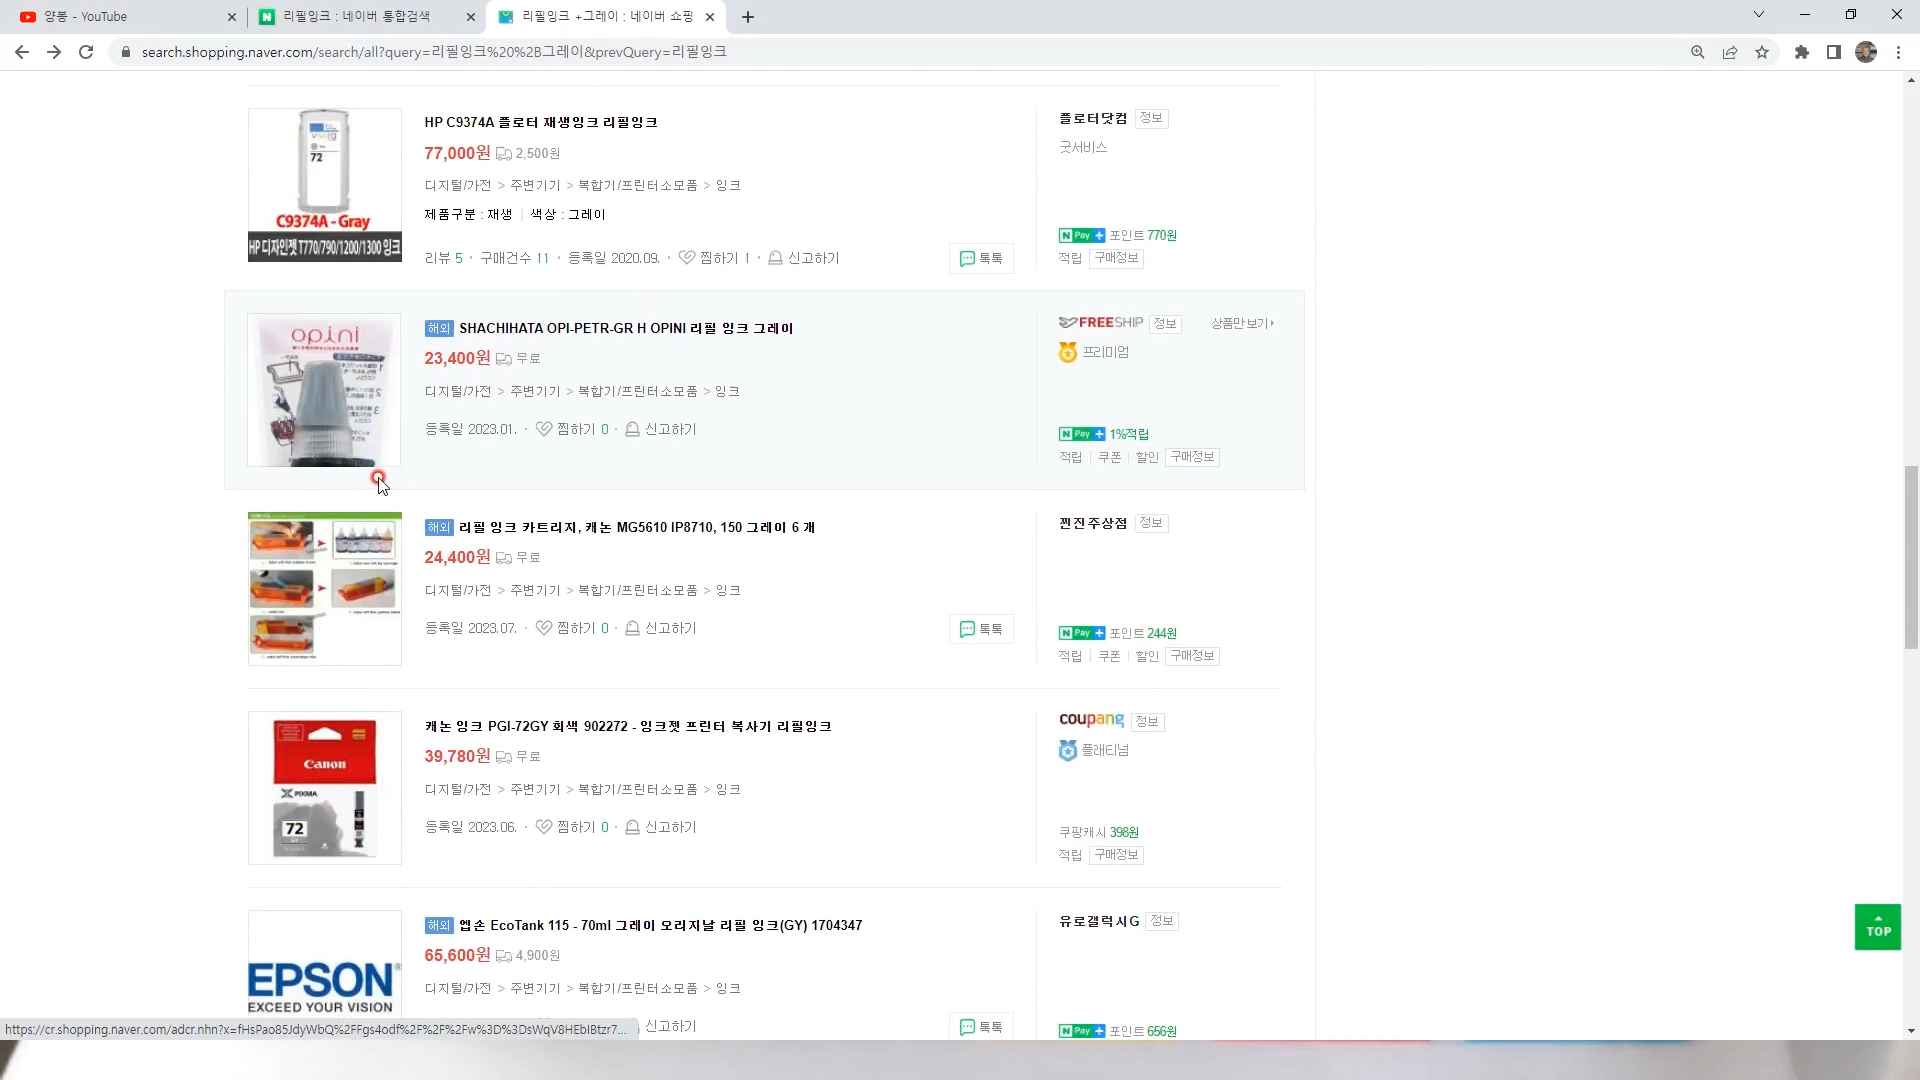 양봉 - YouTube
리필잉크 : 네이버 통합검색
리필잉크 +그레이 : 네이버 쇼핑
search.shopping.naver.com/search/all?query=리필잉크%20%2B그레이&prevQuery=리필잉크
72
C9374A - Gray
HP 디자인젯 T770/790/1200/1300 잉크
HP C9374A 플로터 재생잉크 리필잉크
77,000원 2,500원
디지털/가전 > 주변기기 > 복합기/프린터소모품 > 잉크
제품구분 : 재생 | 색상 : 그레이
리뷰 5 · 구매건수 11 · 등록일 2020.09. · 찜하기 1 · 신고하기
톡톡
플로터닷컴 정보
굿서비스
N Pay + 포인트 770원
적립 구매정보
opini
해외 SHACHIHATA OPI-PETR-GR H OPINI 리필 잉크 그레이
23,400원 무료
디지털/가전 > 주변기기 > 복합기/프린터소모품 > 잉크
등록일 2023.01. · 찜하기 0 · 신고하기
FREESHIP 정보 상품만 보기
프리미엄
N Pay + 1%적립
적립 | 쿠폰 | 할인 구매정보
해외 리필 잉크 카트리지, 캐논 MG5610 IP8710, 150 그레이 6 개
24,400원 무료
디지털/가전 > 주변기기 > 복합기/프린터소모품 > 잉크
등록일 2023.07. · 찜하기 0 · 신고하기
톡톡
찐진주상점 정보
N Pay + 포인트 244원
적립 | 쿠폰 | 할인 구매정보
Canon
PIXMA
72
캐논 잉크 PGI-72GY 회색 902272 - 잉크젯 프린터 복사기 리필잉크
39,780원 무료
디지털/가전 > 주변기기 > 복합기/프린터소모품 > 잉크
등록일 2023.06. · 찜하기 0 · 신고하기
coupang 정보
플래티넘
쿠팡캐시 398원
적립 구매정보
EPSON
EXCEED YOUR VISION
해외 엡손 EcoTank 115 - 70ml 그레이 오리지날 리필 잉크(GY) 1704347
65,600원 4,900원
디지털/가전 > 주변기기 > 복합기/프린터소모품 > 잉크
신고하기
톡톡
유로갤럭시G 정보
N Pay + 포인트 656원
TOP
https://cr.shopping.naver.com/adcr.nhn?x=fHsPao85JdyWbQ%2FFgs4odf%2F%2F%2Fw%3D%3DsWqV8HEbIBtzr7...